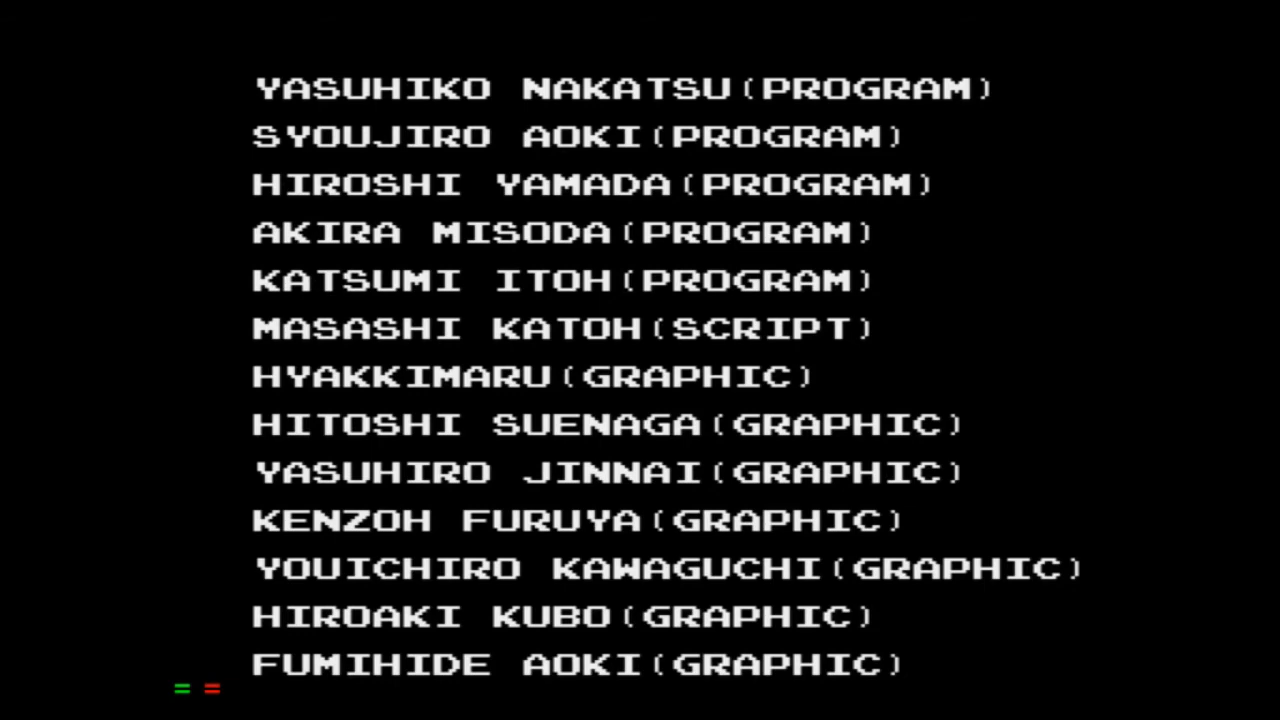 YASUHIKO NAKATSU(PROGRAM)
SYOUJIRO AOKI(PROGRAM)
HIROSHI YAMADA(PROGRAM)
AKIRA MISODA(PROGRAM)
KATSUMI ITOH(PROGRAM)
MASASHI KATOH(SCRIPT)
HYAKKIMARU(GRAPHIC)
HITOSHI SUENAGA(GRAPHIC)
YASUHIRO JINNAI(GRAPHIC)
KENZOH FURUYA(GRAPHIC)
YOUICHIRO KAWAGUCHI(GRAPHIC)
HIROAKI KUBO(GRAPHIC)
FUMIHIDE AOKI(GRAPHIC)
= =